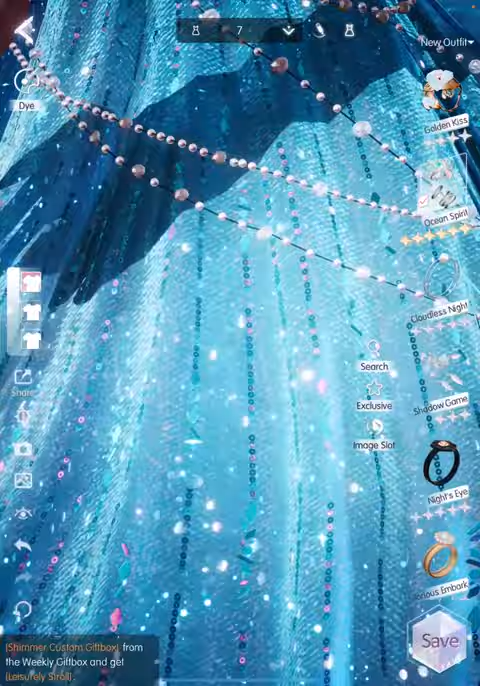 7
New Outfit
Dye
Golden Kiss
Ocean Spirit
Cloudless Night
Search
Share
Exclusive
Shadow Game
Image Slot
Night's Eye
Embark
Save
[Shimmer Custom Giftbox] from
the Weekly Giftbox and get
[Leisurely Stroll].